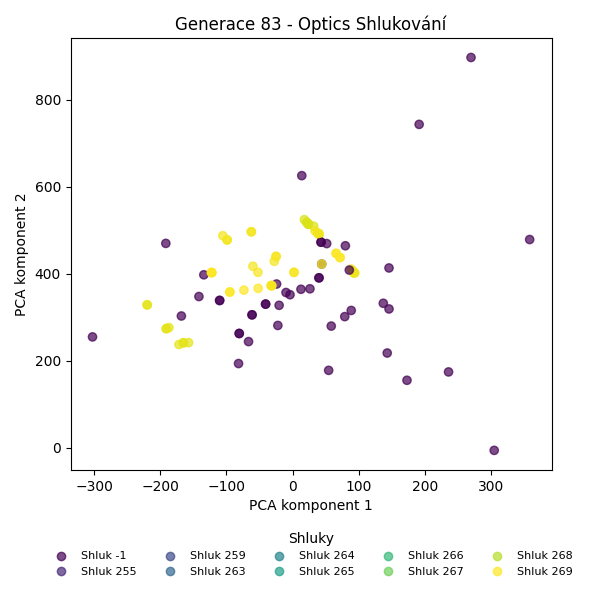 Generace 83 - Optics Shlukování
PCA komponent 2
800
600
400
200
0
−300 −200 −100 0 100 200 300
PCA komponent 1
Shluky
Shluk -1 Shluk 259 Shluk 264 Shluk 266 Shluk 268
Shluk 255 Shluk 263 Shluk 265 Shluk 267 Shluk 269